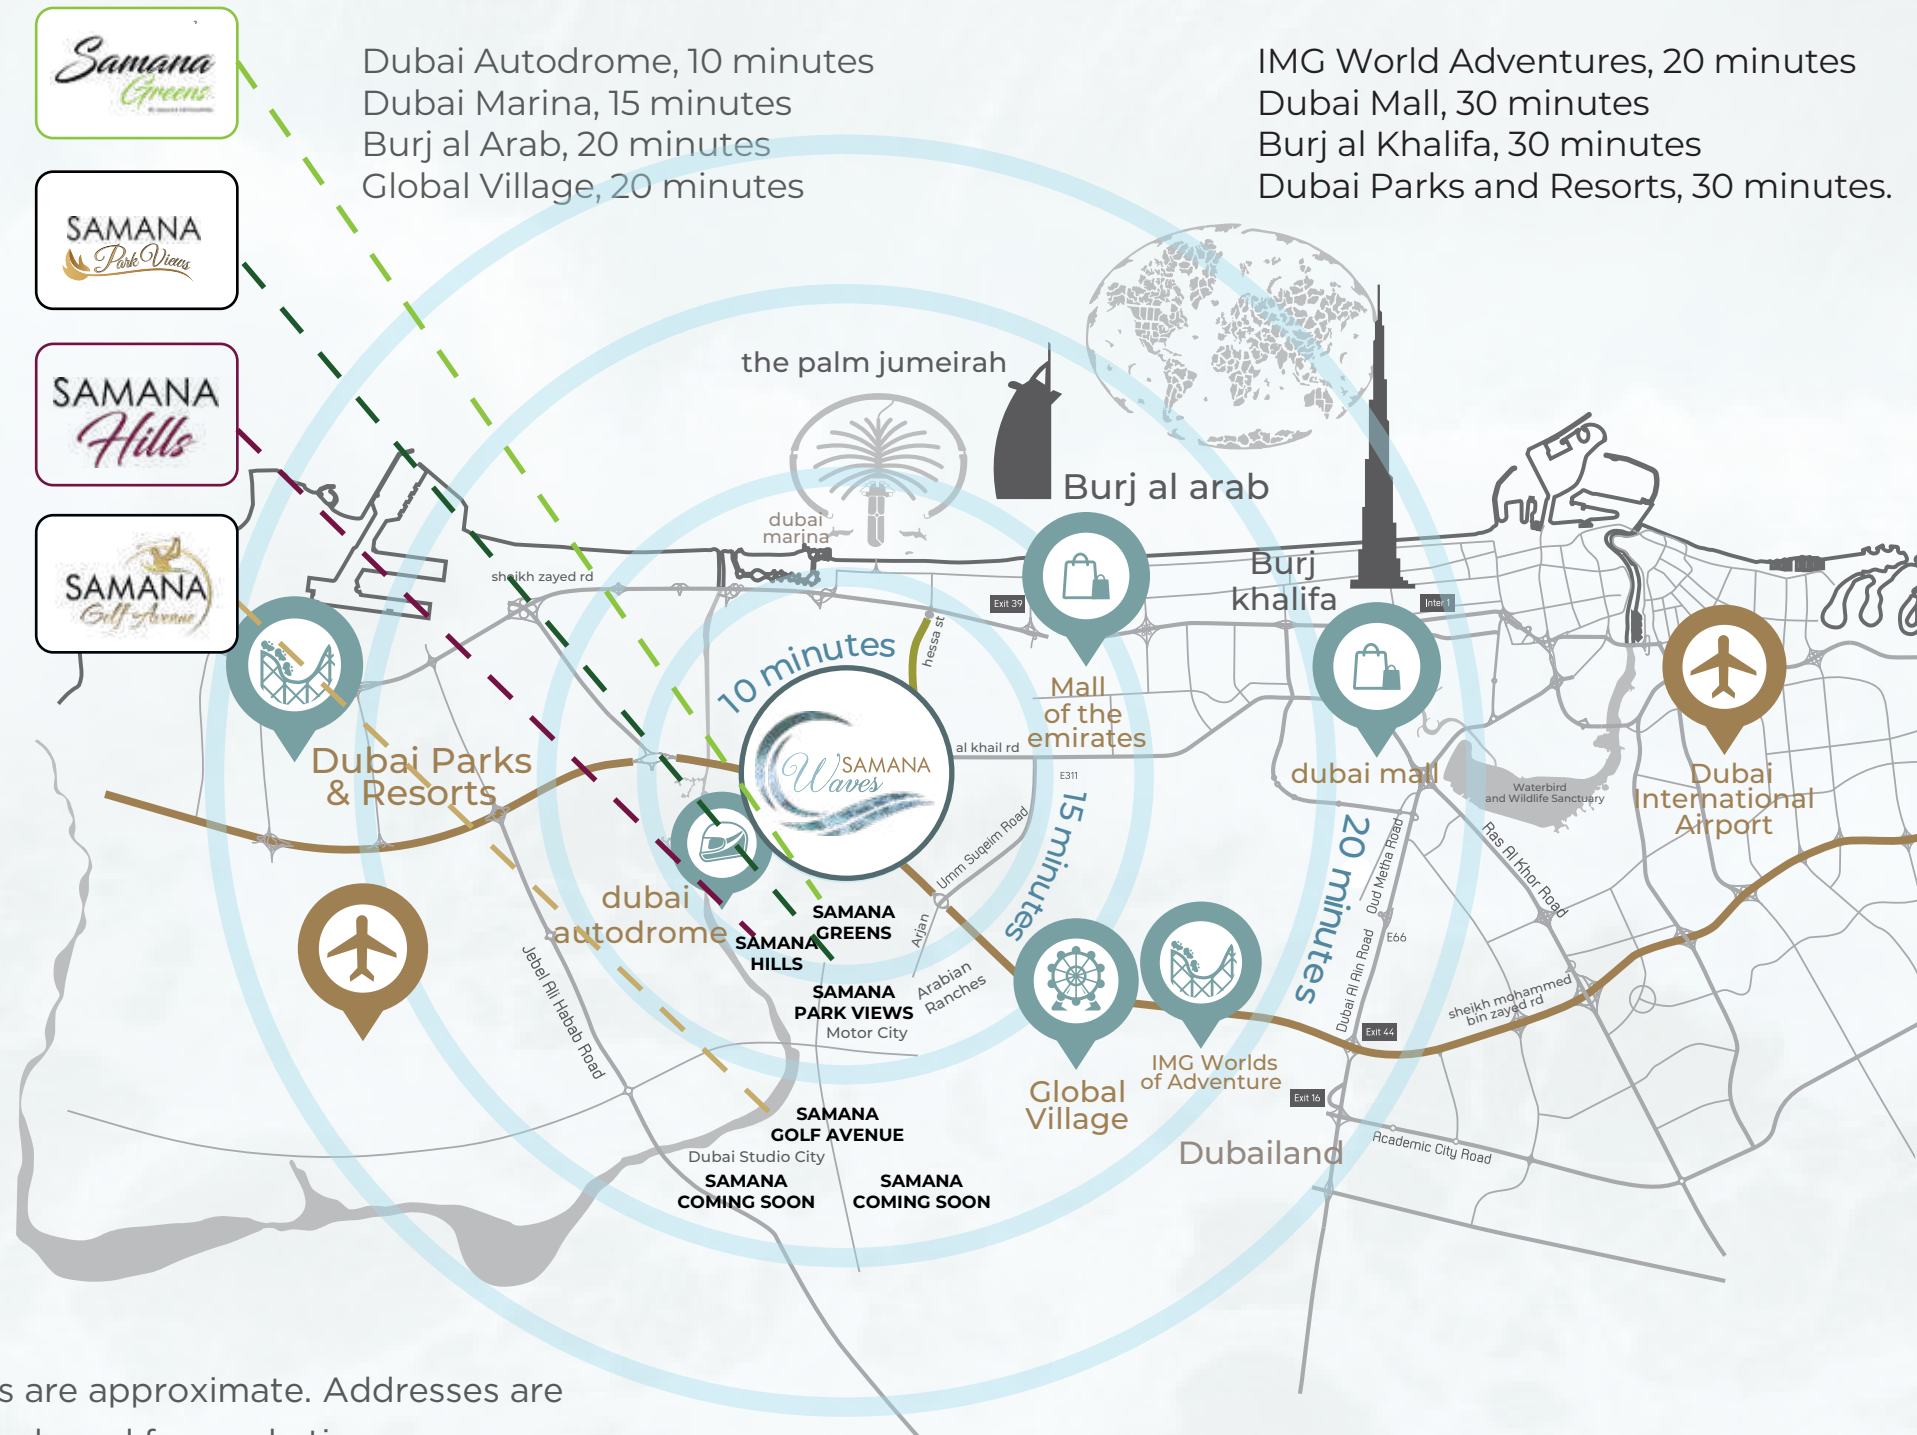 Samana
Greens
Dubai Autodrome, 10 minutes
Dubai Marina, 15 minutes
Burj al Arab, 20 minutes
Global Village, 20 minutes
IMG World Adventures, 20 minutes
Dubai Mall, 30 minutes
Burj al Khalifa, 30 minutes
Dubai Parks and Resorts, 30 minutes.
SAMANA
Park Views
SAMANA
Hills
SAMANA
Golf Avenue
the palm jumeirah
Burj al arab
dubai
marina
sheikh zayed rd
Exit 39
Burj
khalifa
Inter 1
hessa st
10 minutes
Mall
of the
emirates
al khail rd
E311
SAMANA
Waves
Dubai Parks
& Resorts
dubai mall
Waterbird
and Wildlife Sanctuary
Dubai
International
Airport
Umm Suqeim Road
15 minutes
20 minutes
Oud Metha Road
Ras Al Khor Road
dubai
autodrome
SAMANA
GREENS
SAMANA
HILLS
Arjan
Arabian
Ranches
SAMANA
PARK VIEWS
Motor City
Jebel Ali Habab Road
E66
Dubai Al Ain Road
sheikh mohammed
bin zayed rd
Exit 44
IMG Worlds
of Adventure
Global
Village
Exit 16
Dubailand
Academic City Road
SAMANA
GOLF AVENUE
Dubai Studio City
SAMANA
COMING SOON
SAMANA
COMING SOON
s are approximate. Addresses are